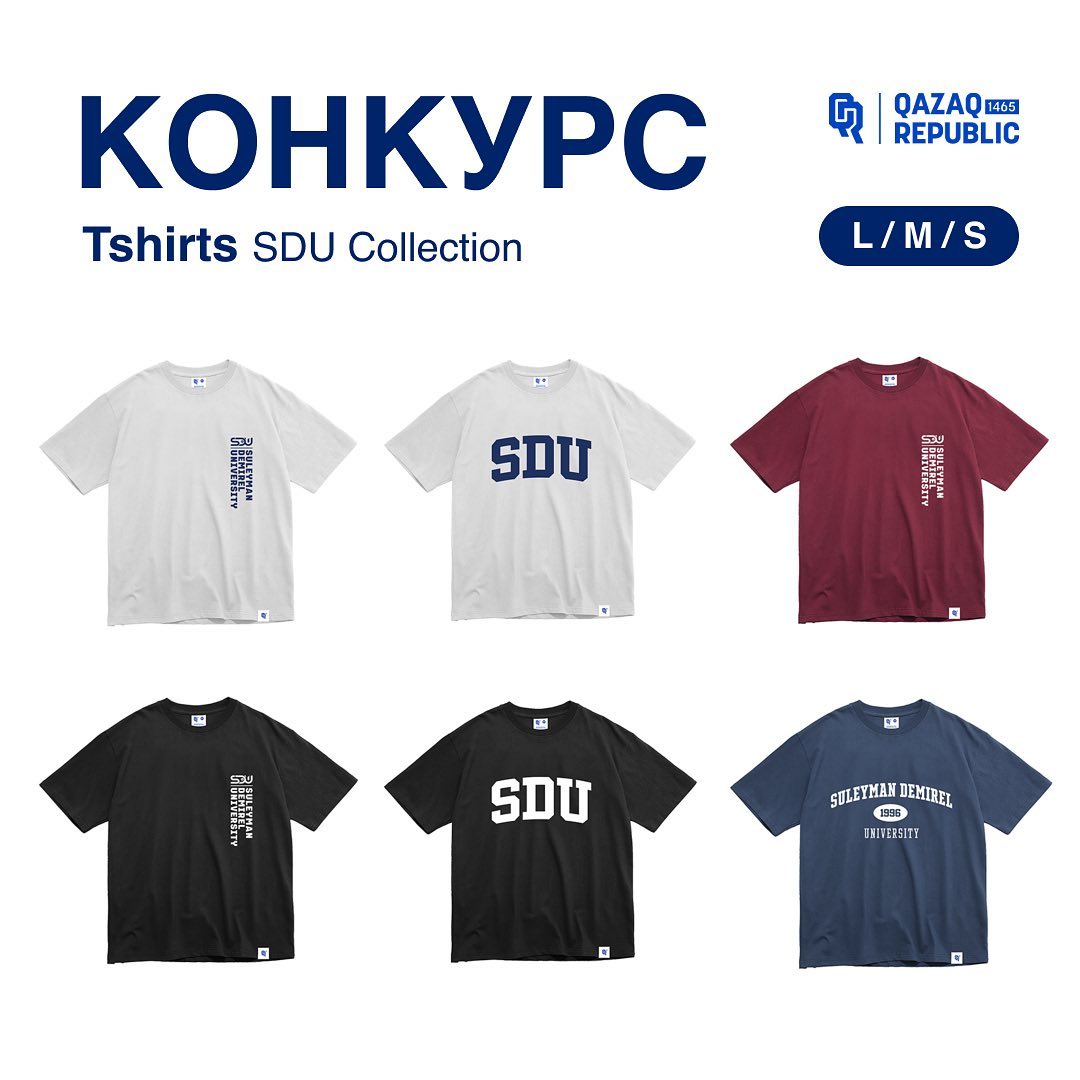 КОНКУРС
Tshirts SDU Collection
QAZAQ 1465
REPUBLIC
L / M / S
SDU
SULEYMAN
DEMIREL
UNIVERSITY
SDU
SDU
SULEYMAN
DEMIREL
UNIVERSITY
SDU
SULEYMAN
DEMIREL
UNIVERSITY
SDU
SULEYMAN DEMIREL
1996
UNIVERSITY